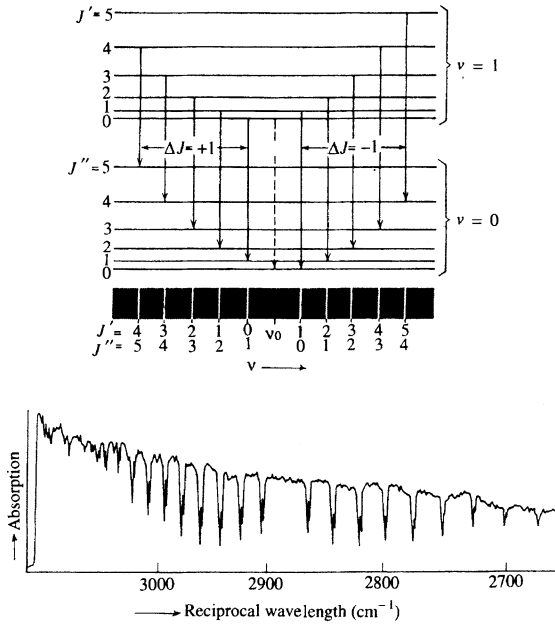 J' = 5
4
3
2
1
0
v = 1
ΔJ = +1
ΔJ = −1
J'' = 5
4
3
2
1
0
v = 0
J' = 4 3 2 1 0 ν₀ 1 2 3 4 5
J'' = 5 4 3 2 1 0 1 2 3 4
ν →
→ Absorption
3000 2900 2800 2700
→ Reciprocal wavelength (cm⁻¹)